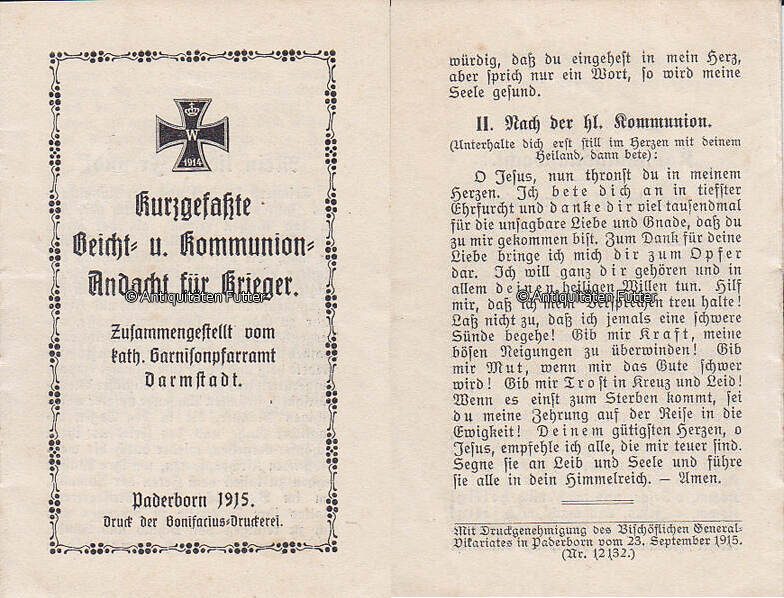 W
1914
Kurzgefaßte
Beicht- u. Kommunion-
Andacht für Krieger.
© Antiquitäten Futter
Zusammengestellt vom
kath. Garnisonpfarramt
Darmstadt.
Paderborn 1915.
Druck der Bonifacius-Druckerei.
würdig, daß du eingehest in mein Herz,
aber sprich nur ein Wort, so wird meine
Seele gesund.
II. Nach der hl. Kommunion.
(Unterhalte dich erst still im Herzen mit deinem
Heiland, dann bete):
O Jesus, nun thronst du in meinem
Herzen. Ich bete dich an in tiefster
Ehrfurcht und danke dir viel tausendmal
für die unsagbare Liebe und Gnade, daß du
zu mir gekommen bist. Zum Dank für deine
Liebe bringe ich mich dir zum Opfer
dar. Ich will ganz dir gehören und in
allem deinen heiligen Willen tun. Hilf
mir, daß ich mein Versprechen treu halte!
© Antiquitäten Futter
Laß nicht zu, daß ich jemals eine schwere
Sünde begehe! Gib mir Kraft, meine
bösen Neigungen zu überwinden! Gib
mir Mut, wenn mir das Gute schwer
wird! Gib mir Trost in Kreuz und Leid!
Wenn es einst zum Sterben kommt, sei
du meine Zehrung auf der Reise in die
Ewigkeit! Deinem gütigsten Herzen, o
Jesus, empfehle ich alle, die mir teuer sind.
Segne sie an Leib und Seele und führe
sie alle in dein Himmelreich. – Amen.
Mit Druckgenehmigung des Bischöflichen General-
Vikariates in Paderborn vom 23. September 1915.
(Nr. 12132.)